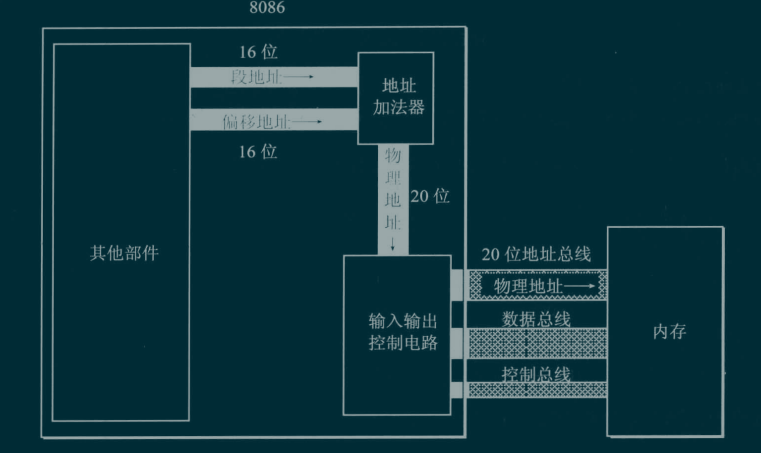 8086
16 位
段地址
地址
加法器
偏移地址
16 位
物
理
地
址
20 位
其他部件
20 位地址总线
物理地址
输入输出
控制电路
数据总线
内存
控制总线